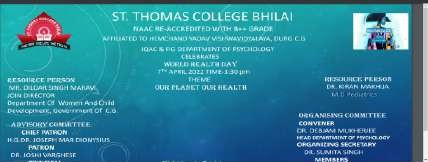 ST. THOMAS COLLEGE BHILAI
NAAC RE-ACCREDITED WITH B++ GRADE
AFFILIATED TO HEMCHAND YADAV VISHWAVIDYALAYA, DURG C.G
IQAC & PG DEPARTMENT OF PSYCHOLOGY
CELEBRATES
WORLD HEALTH DAY
7TH APRIL 2022 TIME-1:30 pm
THEME
OUR PLANET OUR HEALTH
RESOURCE PERSON
MR. DILDAR SINGH MARAVI
JOIN DIRECTOR
Department Of Women And Child
Development, Government Of C.G.
RESOURCE PERSON
DR. KIRAN MAKHIJA
M.D Pediatrics
ADVISORY COMMITTEE:
CHIEF PATRON
H.G.DR. JOSEPH MAR DIONYSIUS
PATRON
DR. JOSHI VARGHESE
ORGANISING COMMITTEE
CONVENER
DR. DEBJANI MUKHERJEE
HEAD DEPARTMENT OF PSYCHOLOGY
ORGANIZING SECRETARY
DR. SUMITA SINGH
MEMBERS